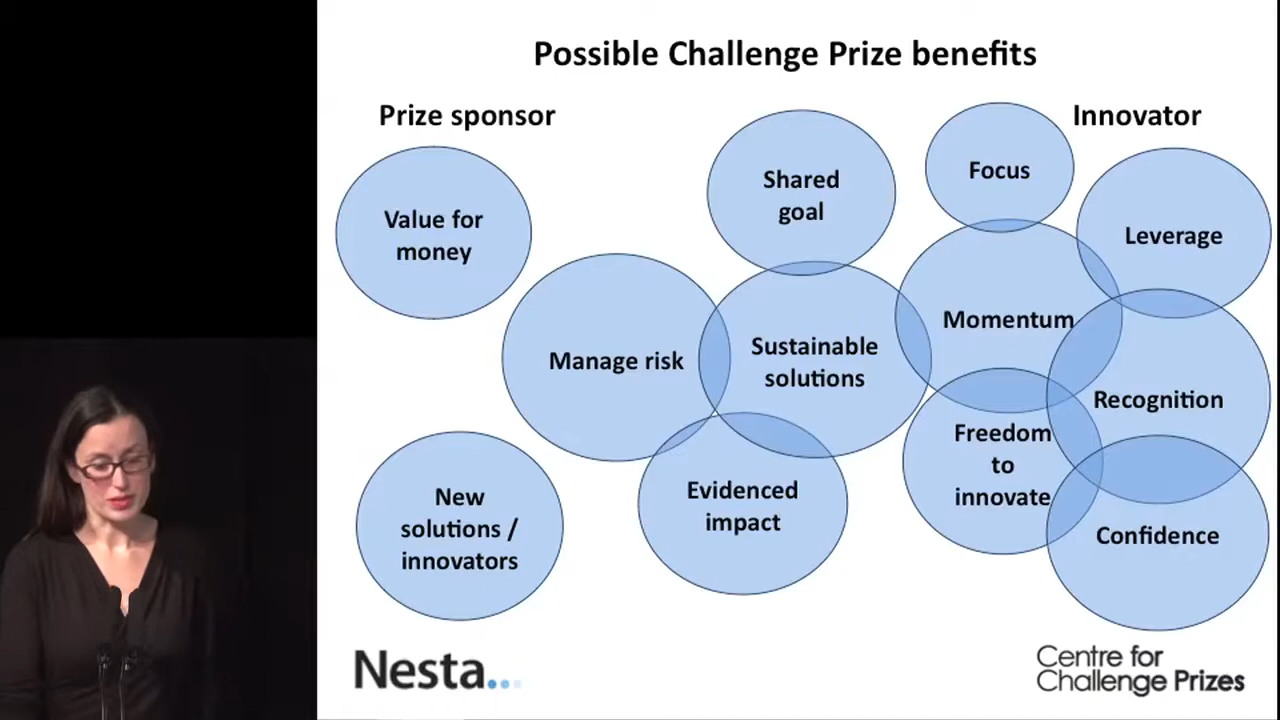 Possible Challenge Prize benefits
Prize sponsor
Innovator
Value for
money
Shared
goal
Focus
Leverage
Manage risk
Sustainable
solutions
Momentum
Recognition
New
solutions /
innovators
Evidenced
impact
Freedom
to
innovate
Confidence
Nesta...
Centre for
Challenge Prizes